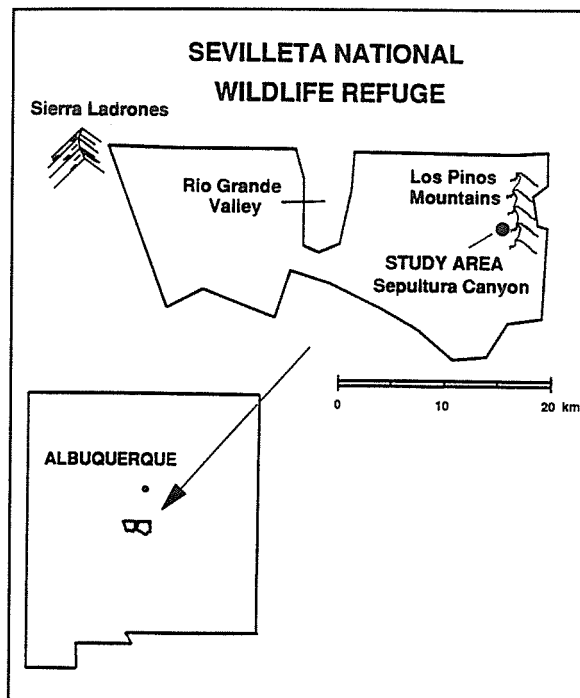 SEVILLETA NATIONAL
WILDLIFE REFUGE
Sierra Ladrones
Río Grande
Valley
Los Pinos
Mountains
STUDY AREA
Sepultura Canyon
0 10 20 km
ALBUQUERQUE